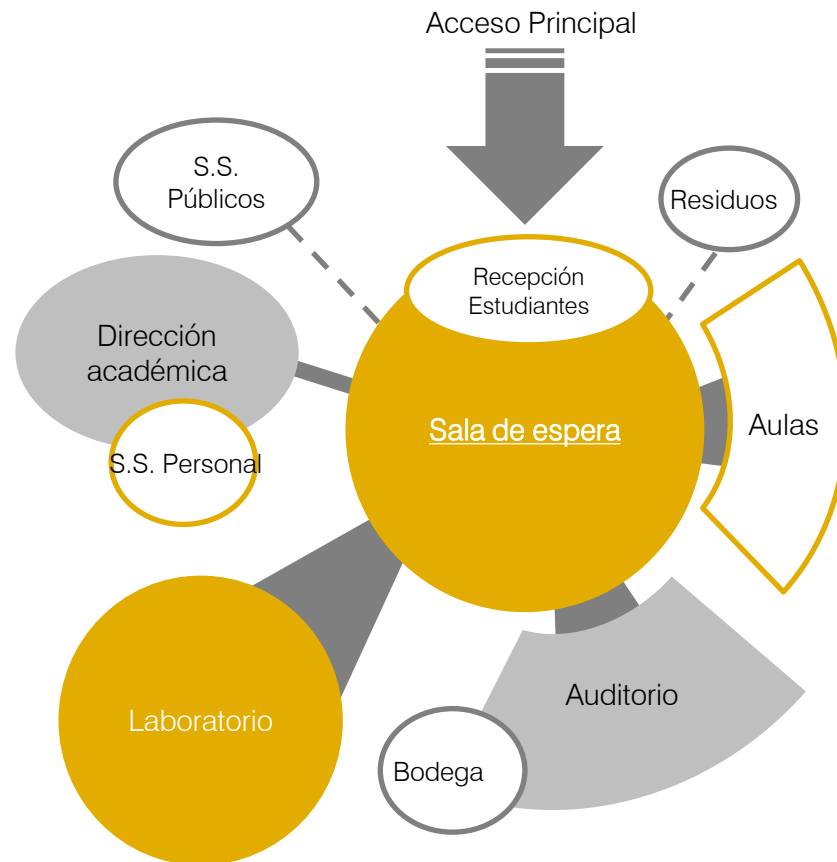 Acceso Principal
S.S.
Públicos
Residuos
Recepción
Estudiantes
Dirección
académica
Sala de espera
Aulas
S.S. Personal
Auditorio
Laboratorio
Bodega